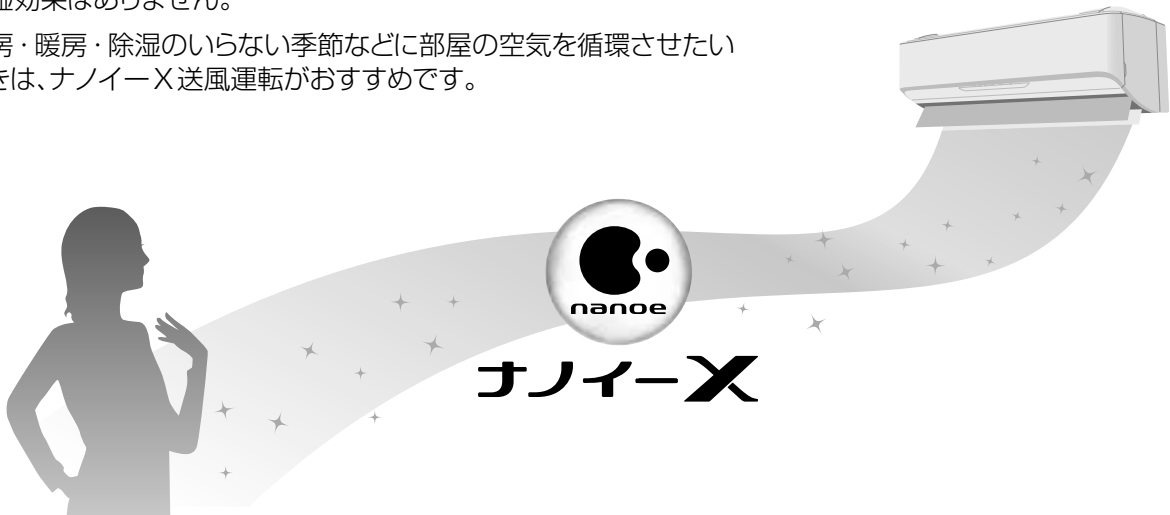 湿効果はありません。
房・暖房・除湿のいらない季節などに部屋の空気を循環させたい
きは、ナノイーX送風運転がおすすめです。
nanoe
ナノイーX